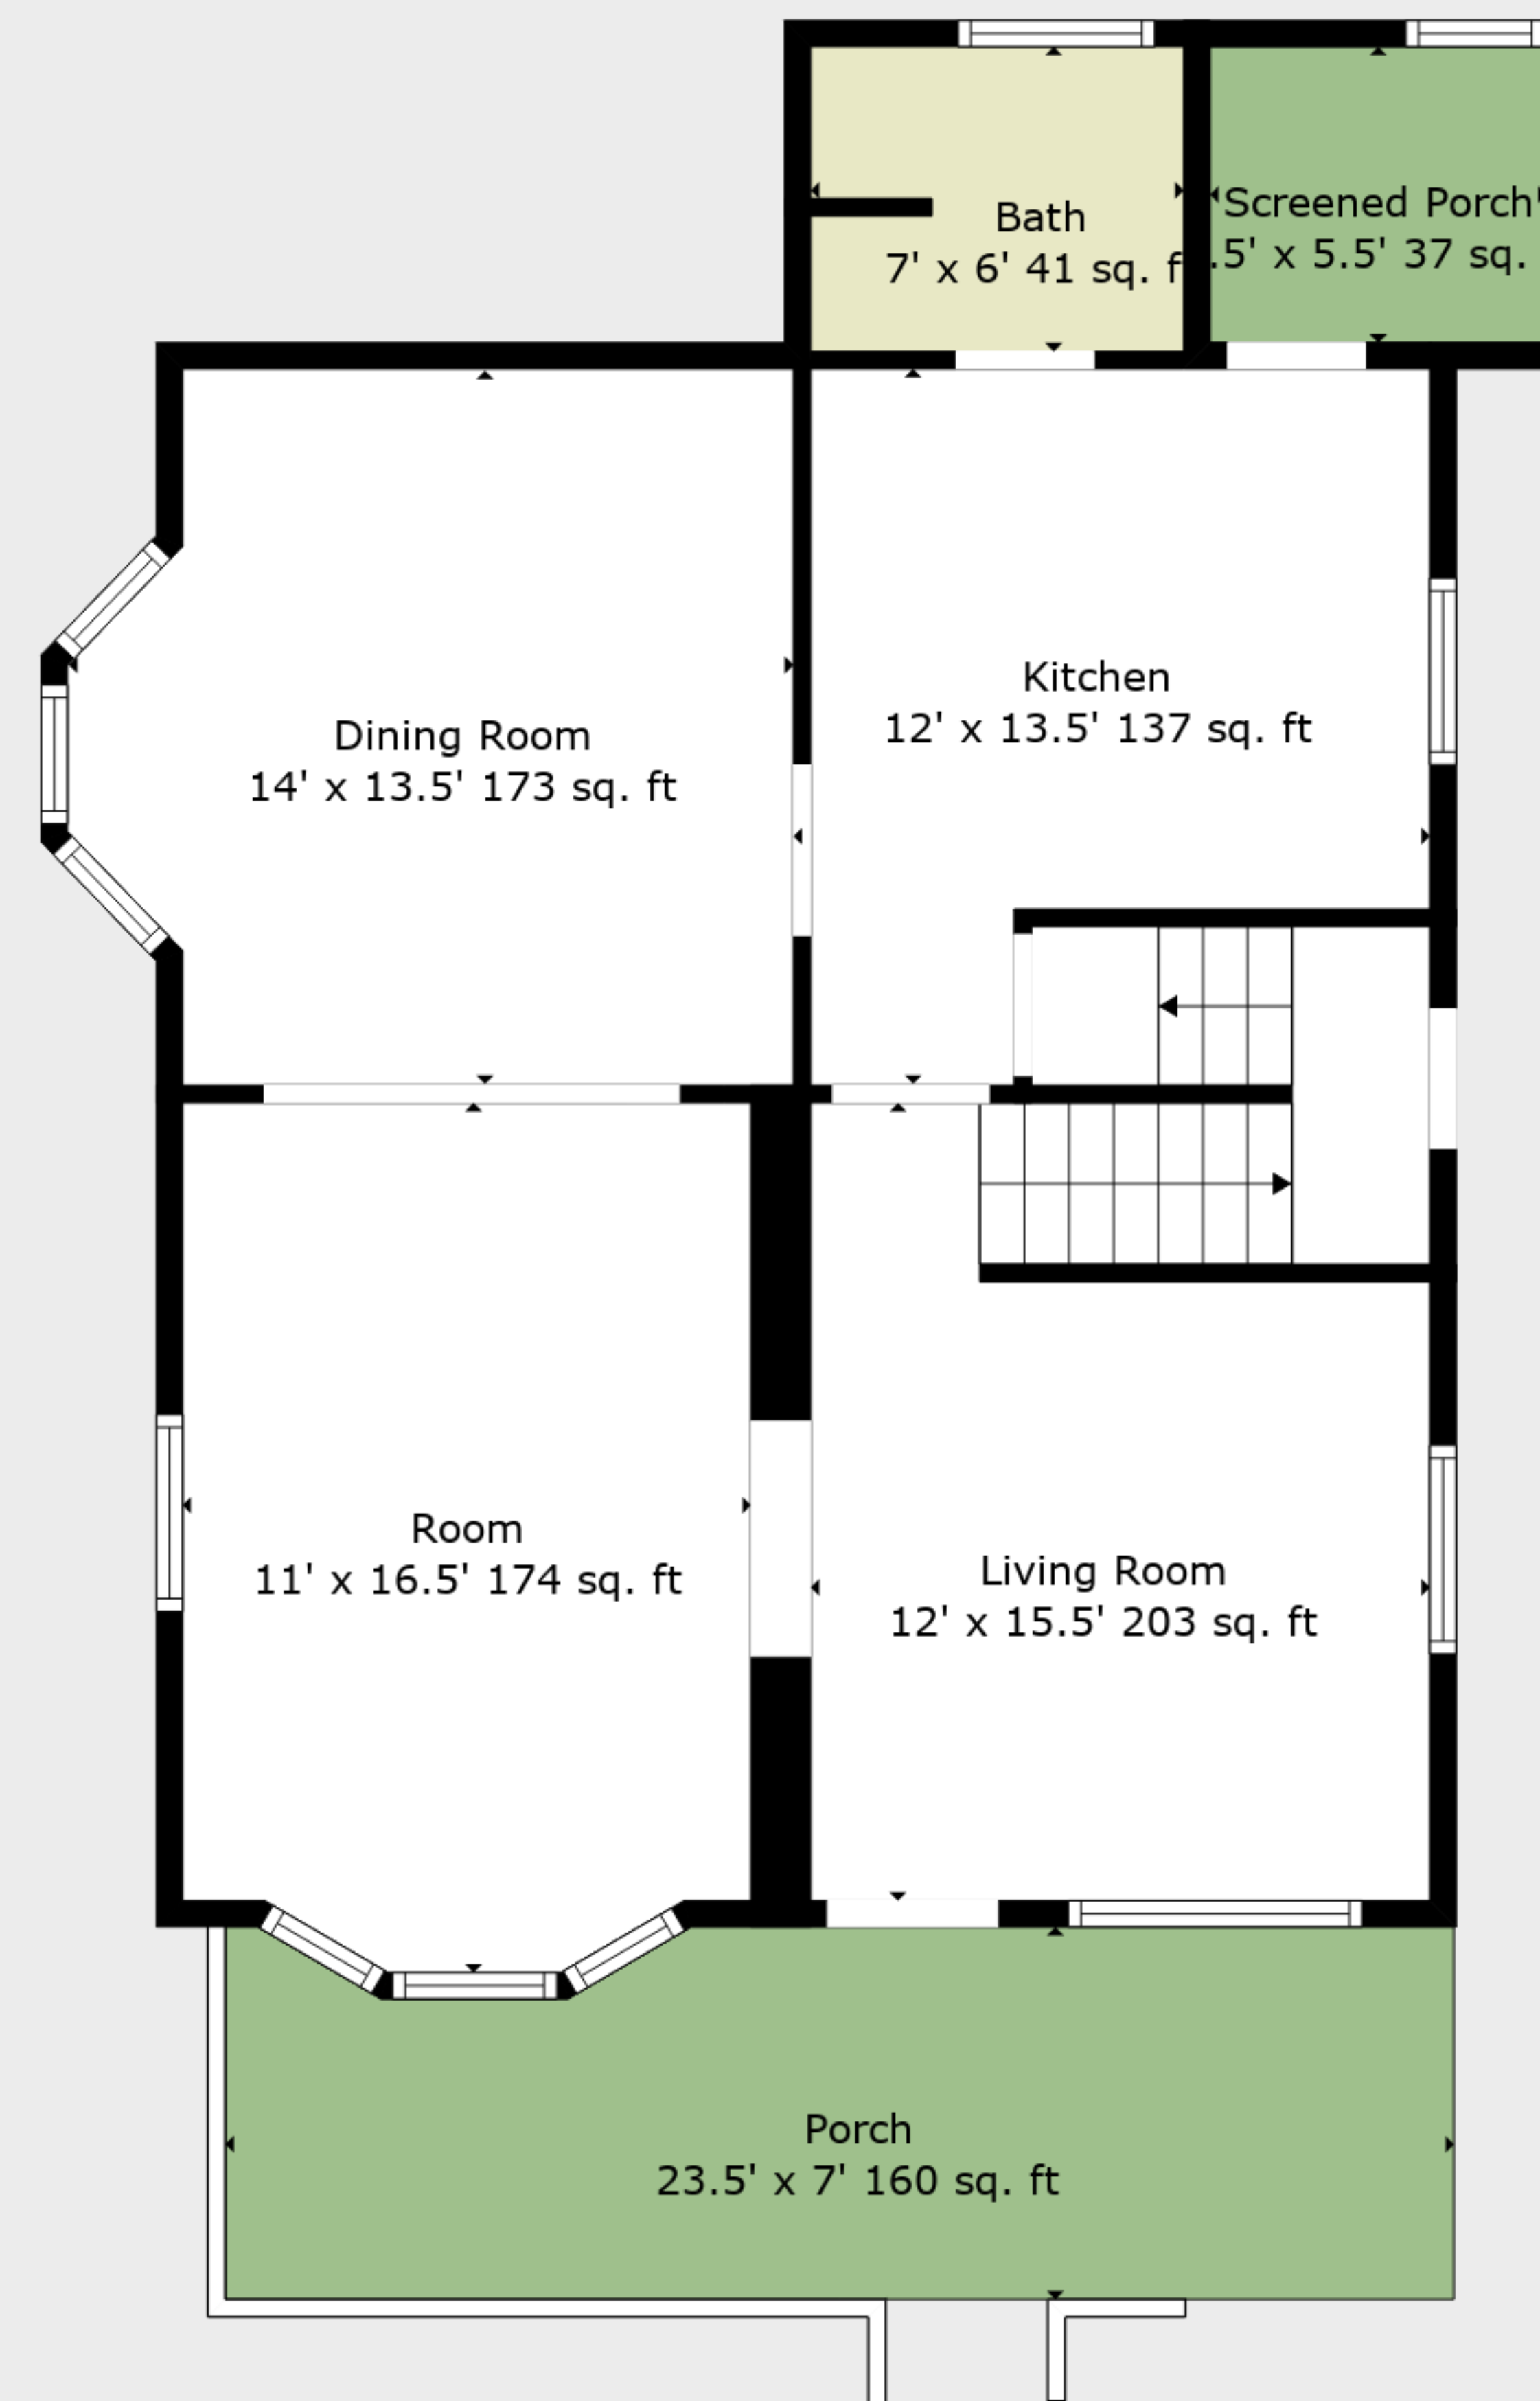 Bath
7' x 6' 41 sq. f
Screened Porch'
.5' x 5.5' 37 sq.
Kitchen
12' x 13.5' 137 sq. ft
Dining Room
14' x 13.5' 173 sq. ft
Room
11' x 16.5' 174 sq. ft
Living Room
12' x 15.5' 203 sq. ft
Porch
23.5' x 7' 160 sq. ft